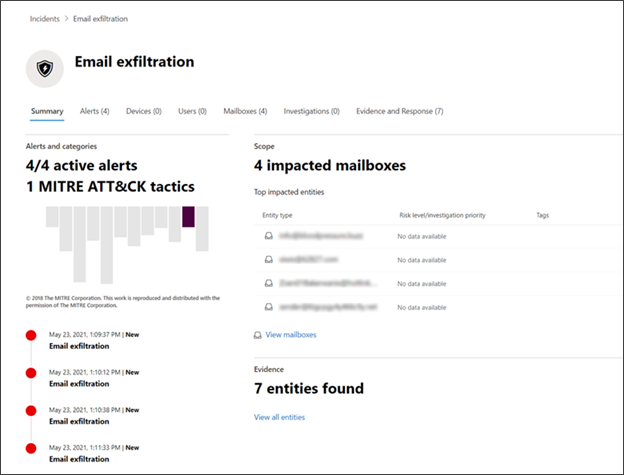 Incidents > Email exfiltration
Email exfiltration
Summary Alerts (4) Devices (0) Users (0) Mailboxes (4) Investigations (0) Evidence and Response (7)
Alerts and categories
4/4 active alerts
1 MITRE ATT&CK tactics
© 2018 The MITRE Corporation. This work is reproduced and distributed with the
permission of The MITRE Corporation.
May 23, 2021, 1:09:37 PM | New
Email exfiltration
May 23, 2021, 1:10:12 PM | New
Email exfiltration
May 23, 2021, 1:10:38 PM | New
Email exfiltration
May 23, 2021, 1:11:33 PM | New
Email exfiltration
Scope
4 impacted mailboxes
Top impacted entities
Entity type Risk level/investigation priority Tags
No data available
No data available
No data available
No data available
View mailboxes
Evidence
7 entities found
View all entities